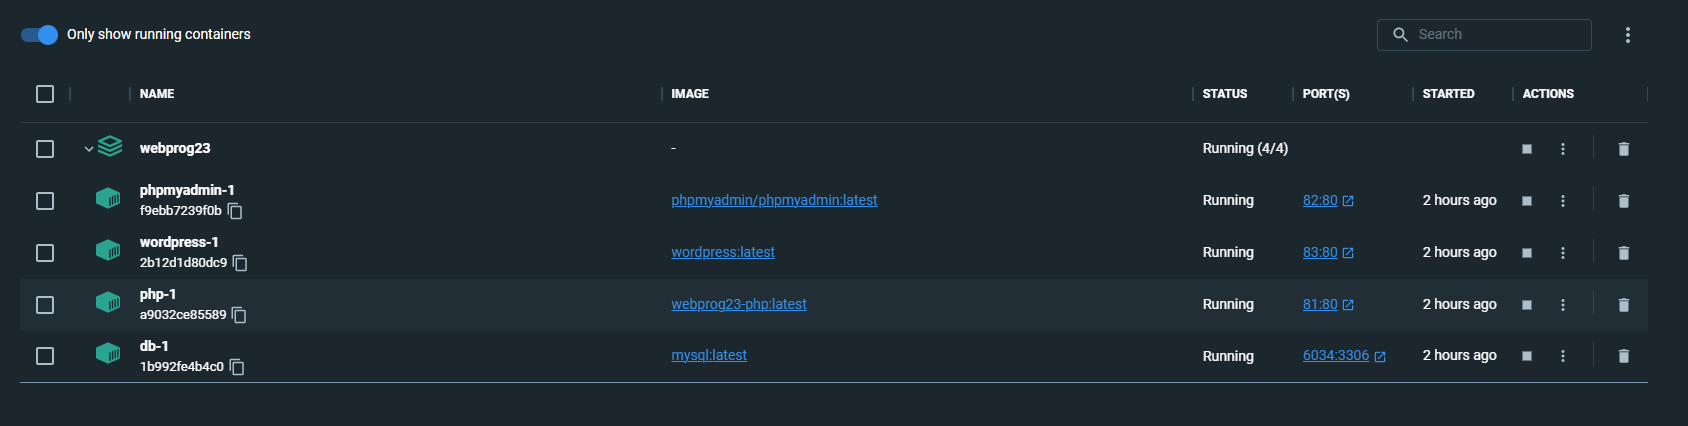 Only show running containers
Search
NAME IMAGE STATUS PORT(S) STARTED ACTIONS
webprog23 - Running (4/4)
phpmyadmin-1
f9ebb7239f0b phpmyadmin/phpmyadmin:latest Running 82:80 2 hours ago
wordpress-1
2b12d1d80dc9 wordpress:latest Running 83:80 2 hours ago
php-1
a9032ce85589 webprog23-php:latest Running 81:80 2 hours ago
db-1
1b992fe4b4c0 mysql:latest Running 6034:3306 2 hours ago